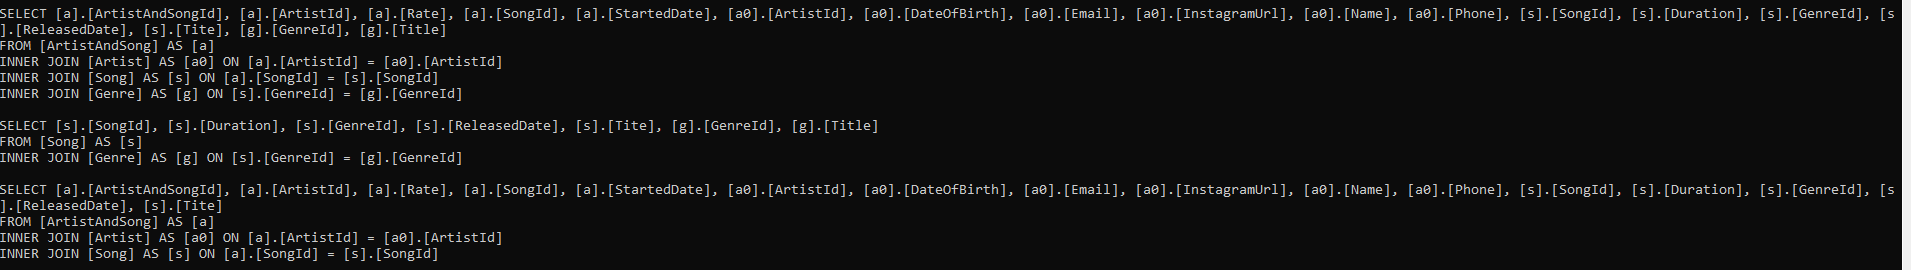 SELECT [a].[ArtistAndSongId], [a].[ArtistId], [a].[Rate], [a].[SongId], [a].[StartedDate], [a0].[ArtistId], [a0].[DateOfBirth], [a0].[Email], [a0].[InstagramUrl], [a0].[Name], [a0].[Phone], [s].[SongId], [s].[Duration], [s].[GenreId], [s
].[ReleasedDate], [s].[Tite], [g].[GenreId], [g].[Title]
FROM [ArtistAndSong] AS [a]
INNER JOIN [Artist] AS [a0] ON [a].[ArtistId] = [a0].[ArtistId]
INNER JOIN [Song] AS [s] ON [a].[SongId] = [s].[SongId]
INNER JOIN [Genre] AS [g] ON [s].[GenreId] = [g].[GenreId]

SELECT [s].[SongId], [s].[Duration], [s].[GenreId], [s].[ReleasedDate], [s].[Tite], [g].[GenreId], [g].[Title]
FROM [Song] AS [s]
INNER JOIN [Genre] AS [g] ON [s].[GenreId] = [g].[GenreId]

SELECT [a].[ArtistAndSongId], [a].[ArtistId], [a].[Rate], [a].[SongId], [a].[StartedDate], [a0].[ArtistId], [a0].[DateOfBirth], [a0].[Email], [a0].[InstagramUrl], [a0].[Name], [a0].[Phone], [s].[SongId], [s].[Duration], [s].[GenreId], [s
].[ReleasedDate], [s].[Tite]
FROM [ArtistAndSong] AS [a]
INNER JOIN [Artist] AS [a0] ON [a].[ArtistId] = [a0].[ArtistId]
INNER JOIN [Song] AS [s] ON [a].[SongId] = [s].[SongId]